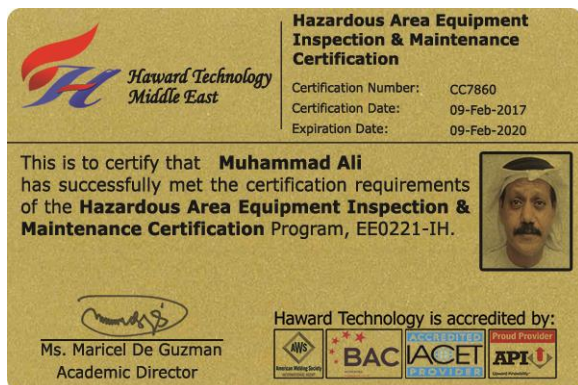 Haward Technology
Middle East
Hazardous Area Equipment
Inspection & Maintenance
Certification
Certification Number: CC7860
Certification Date: 09-Feb-2017
Expiration Date: 09-Feb-2020
This is to certify that Muhammad Ali
has successfully met the certification requirements
of the Hazardous Area Equipment Inspection &
Maintenance Certification Program, EE0221-IH.
Ms. Maricel De Guzman
Academic Director
Haward Technology is accredited by:
AWS
American Welding Society
BAC
ACCREDITED
IACET
PROVIDER
Proud Provider
API U